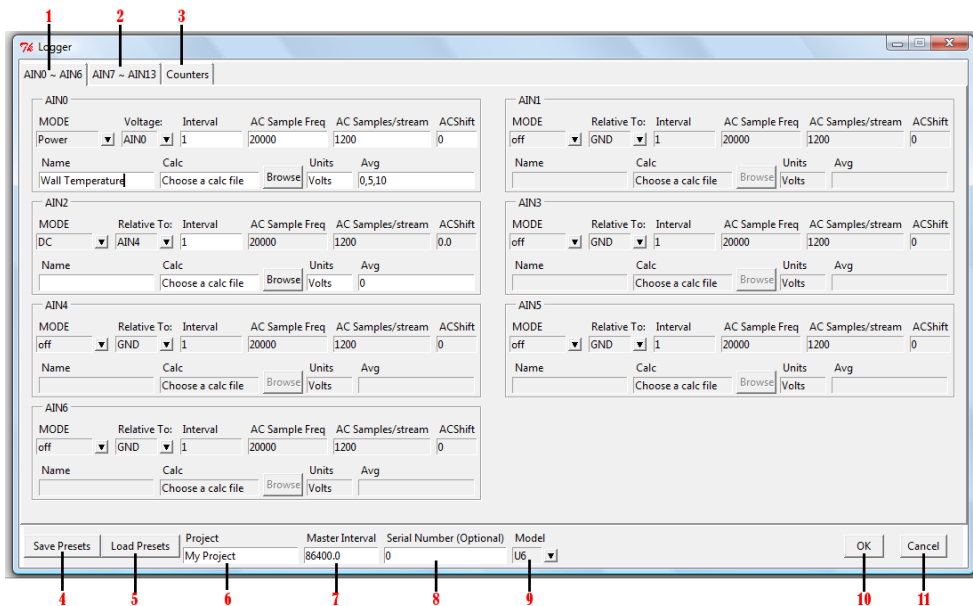 1 2 3
Logger
AIN0 ~ AIN6 AIN7 ~ AIN13 Counters
AIN0
MODE Voltage: Interval AC Sample Freq AC Samples/stream ACShift
Power AIN0 1 20000 1200 0
Name Calc Units Avg
Wall Temperature Choose a calc file Browse Volts 0,5,10
AIN1
MODE Relative To: Interval AC Sample Freq AC Samples/stream ACShift
off GND 1 20000 1200 0
Name Calc Units Avg
Choose a calc file Browse Volts
AIN2
MODE Relative To: Interval AC Sample Freq AC Samples/stream ACShift
DC AIN4 1 20000 1200 0.0
Name Calc Units Avg
Choose a calc file Browse Volts 0
AIN3
MODE Relative To: Interval AC Sample Freq AC Samples/stream ACShift
off GND 1 20000 1200 0
Name Calc Units Avg
Choose a calc file Browse Volts
AIN4
MODE Relative To: Interval AC Sample Freq AC Samples/stream ACShift
off GND 1 20000 1200 0
Name Calc Units Avg
Choose a calc file Browse Volts
AIN5
MODE Relative To: Interval AC Sample Freq AC Samples/stream ACShift
off GND 1 20000 1200 0
Name Calc Units Avg
Choose a calc file Browse Volts
AIN6
MODE Relative To: Interval AC Sample Freq AC Samples/stream ACShift
off GND 1 20000 1200 0
Name Calc Units Avg
Choose a calc file Browse Volts
Project Master Interval Serial Number (Optional) Model
Save Presets Load Presets My Project 86400.0 0 U6 OK Cancel
4 5 6 7 8 9 10 11